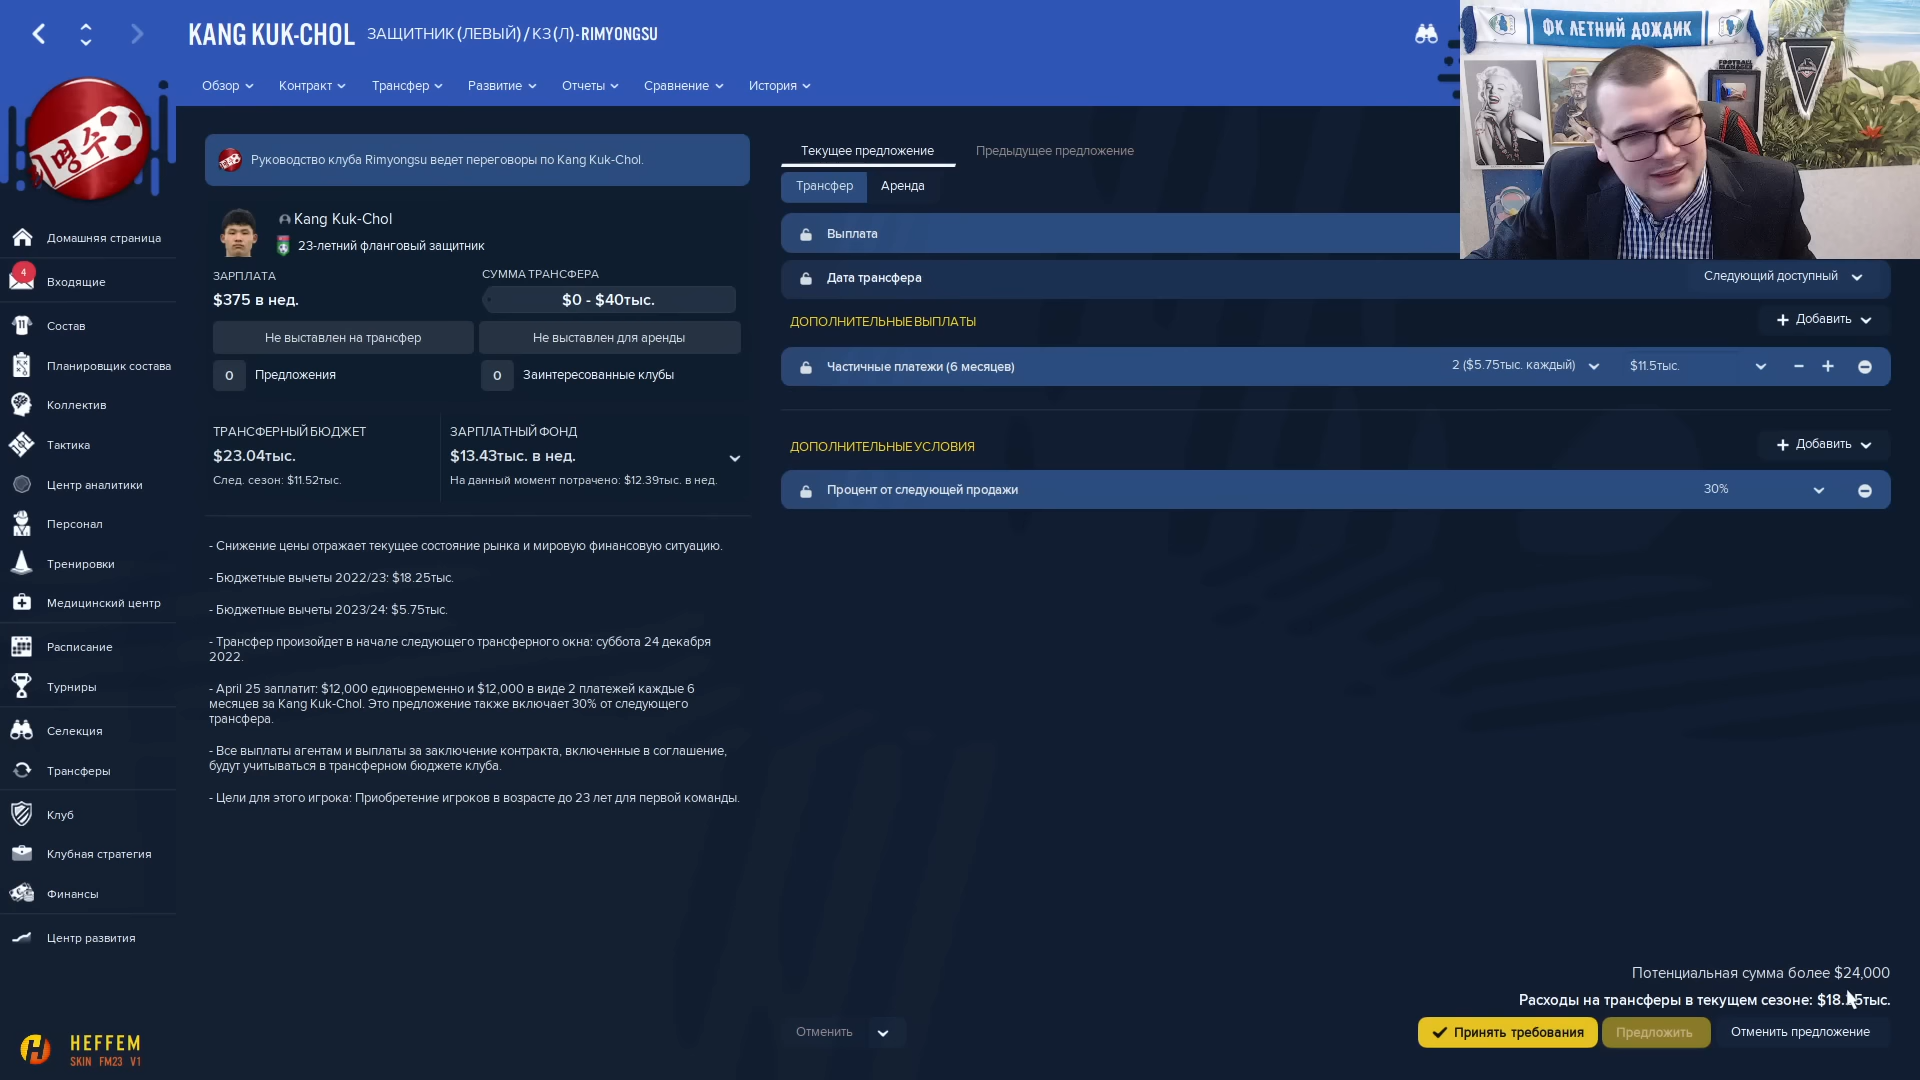 KANG KUK-CHOL ЗАЩИТНИК (ЛЕВЫЙ) / КЗ (Л) - RIMYONGSU
Обзор
Контракт
Трансфер
Развитие
Отчеты
Сравнение
История
ФК ЛЕТНИЙ ДОЖДИК
FOOTBALL
MANAGER
명수
Домашняя страница
4
Входящие
11
Состав
Планировщик состава
Коллектив
Тактика
Центр аналитики
Персонал
Тренировки
Медицинский центр
Расписание
Турниры
Селекция
Трансферы
Клуб
Клубная стратегия
Финансы
Центр развития
HEFFEM
SKIN FM23 V1
Руководство клуба Rimyongsu ведет переговоры по Kang Kuk-Chol.
Kang Kuk-Chol
23-летний фланговый защитник
ЗАРПЛАТА
СУММА ТРАНСФЕРА
$375 в нед.
$0 - $40тыс.
Не выставлен на трансфер
Не выставлен для аренды
0 Предложения
0 Заинтересованные клубы
ТРАНСФЕРНЫЙ БЮДЖЕТ
ЗАРПЛАТНЫЙ ФОНД
$23.04тыс.
$13.43тыс. в нед.
След. сезон: $11.52тыс.
На данный момент потрачено: $12.39тыс. в нед.
- Снижение цены отражает текущее состояние рынка и мировую финансовую ситуацию.
- Бюджетные вычеты 2022/23: $18.25тыс.
- Бюджетные вычеты 2023/24: $5.75тыс.
- Трансфер произойдет в начале следующего трансферного окна: суббота 24 декабря
2022.
- April 25 заплатит: $12,000 единовременно и $12,000 в виде 2 платежей каждые 6
месяцев за Kang Kuk-Chol. Это предложение также включает 30% от следующего
трансфера.
- Все выплаты агентам и выплаты за заключение контракта, включенные в соглашение,
будут учитываться в трансферном бюджете клуба.
- Цели для этого игрока: Приобретение игроков в возрасте до 23 лет для первой команды.
Текущее предложение
Предыдущее предложение
Трансфер
Аренда
Выплата
Дата трансфера
Следующий доступный
ДОПОЛНИТЕЛЬНЫЕ ВЫПЛАТЫ
Добавить
Частичные платежи (6 месяцев)
2 ($5.75тыс. каждый)
$11.5тыс.
ДОПОЛНИТЕЛЬНЫЕ УСЛОВИЯ
Добавить
Процент от следующей продажи
30%
Потенциальная сумма более $24,000
Расходы на трансферы в текущем сезоне: $18.25тыс.
Отменить
Принять требования
Предложить
Отменить предложение